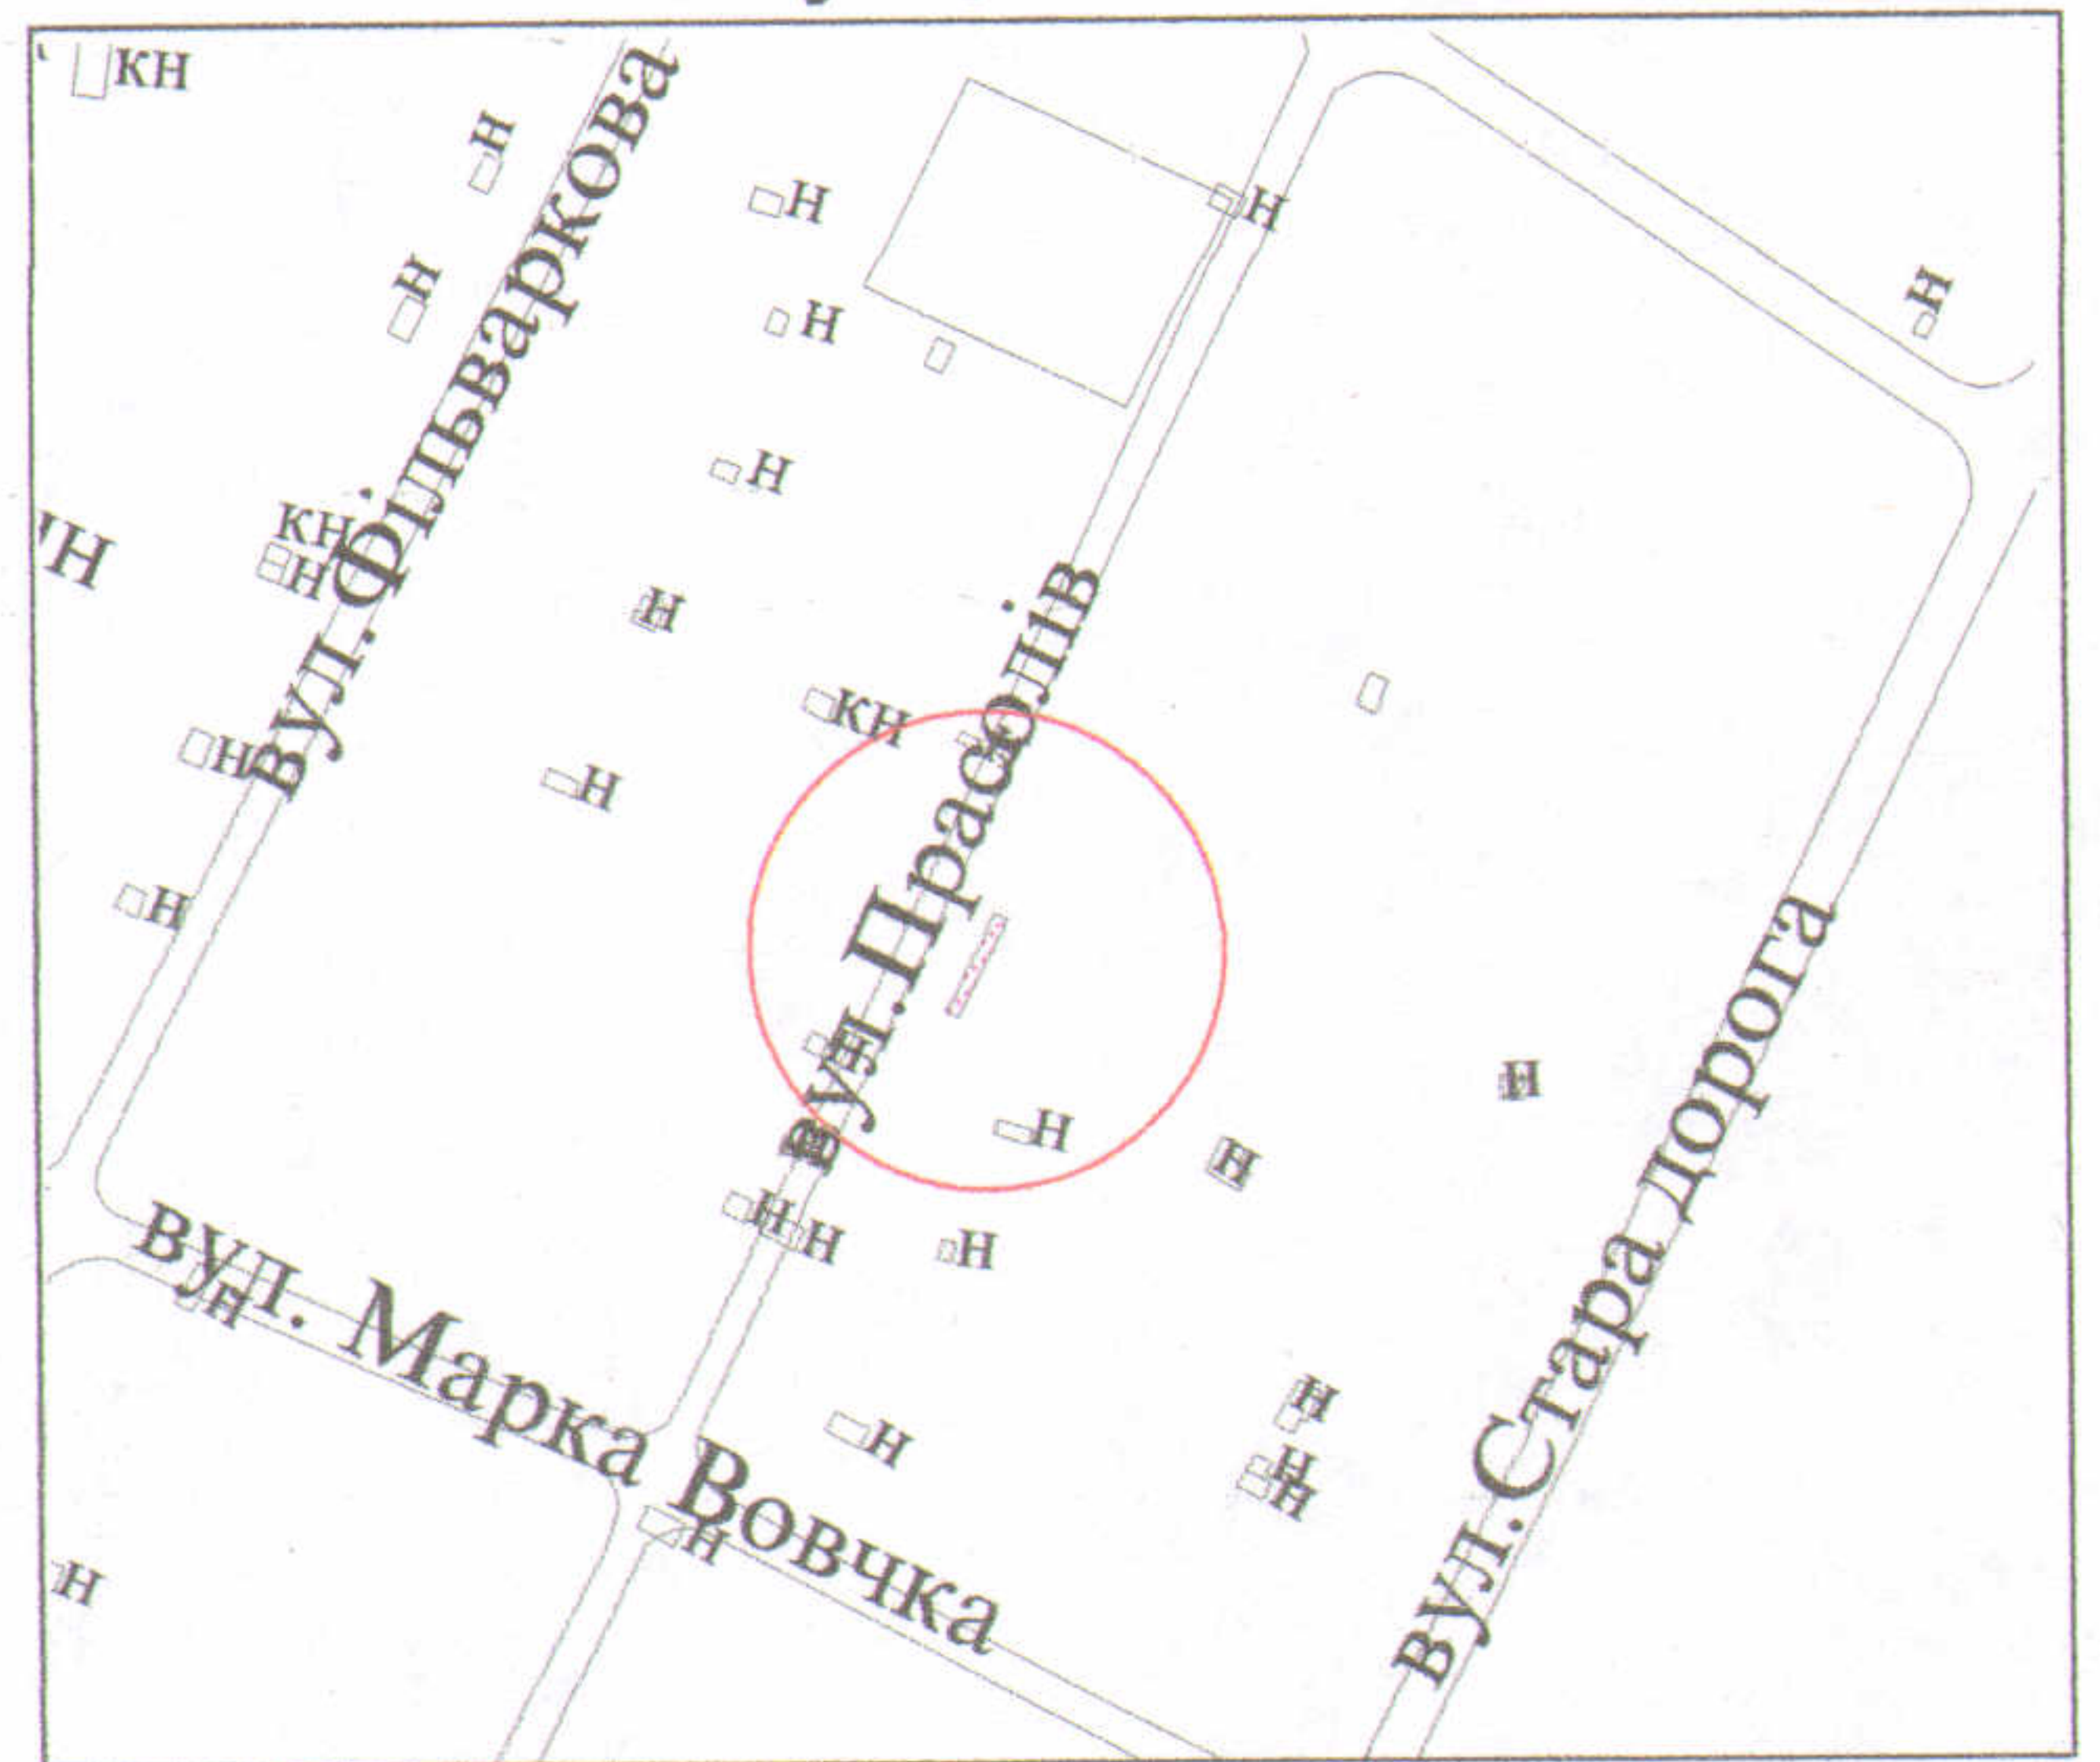 КН
Н
Н
Н
Н
Н
Н
Н
вул. Фільваркова
КН
Н
Н
Н
КН
вул. Прасолів
Н
Н
Н
Н
Н
Н
Н
Н
Н
Н
Н
вул. Марка Вовчка
Н
Н
Н
Н
Н
Н
Н
вул. Стара дорога